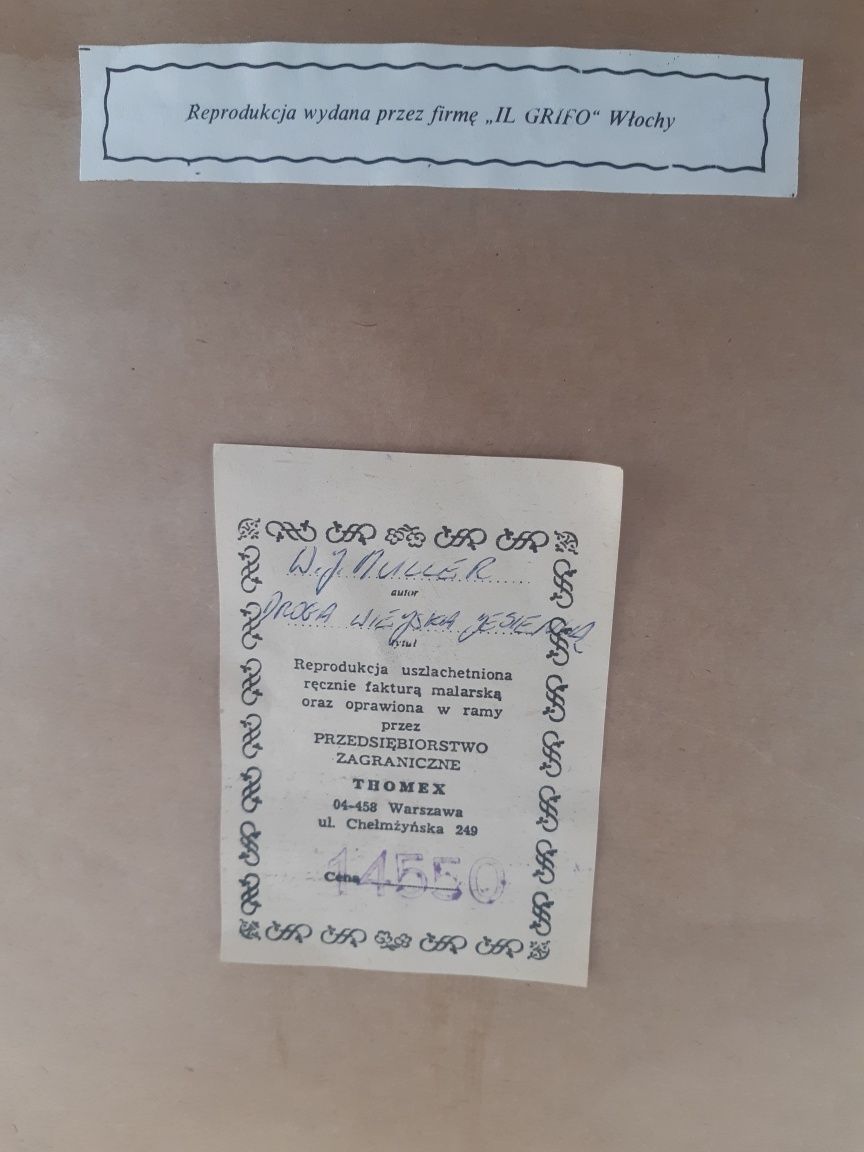 Reprodukcja wydana przez firmę „IL GRIFO“ Włochy
W. J. MULLER
autor
DROGA WIEJSKA JESIENIĄ
tytuł
Reprodukcja uszlachetniona
ręcznie fakturą malarską
oraz oprawiona w ramy
przez
PRZEDSIĘBIORSTWO
ZAGRANICZNE
THOMEX
04-458 Warszawa
ul. Chełmżyńska 249
Cena 14550